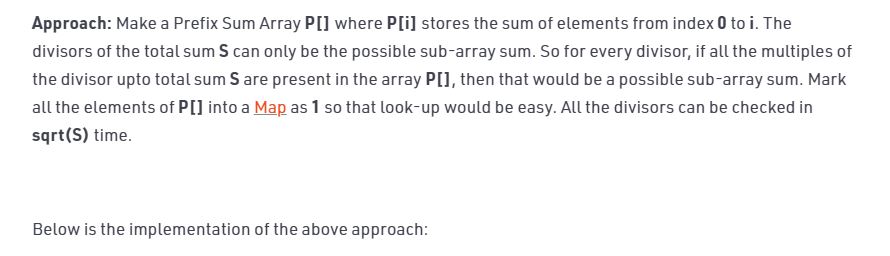 Approach: Make a Prefix Sum Array P[] where P[i] stores the sum of elements from index 0 to i. The
divisors of the total sum S can only be the possible sub-array sum. So for every divisor, if all the multiples of
the divisor upto total sum S are present in the array P[], then that would be a possible sub-array sum. Mark
all the elements of P[] into a Map as 1 so that look-up would be easy. All the divisors can be checked in
sqrt(S) time.
Below is the implementation of the above approach: